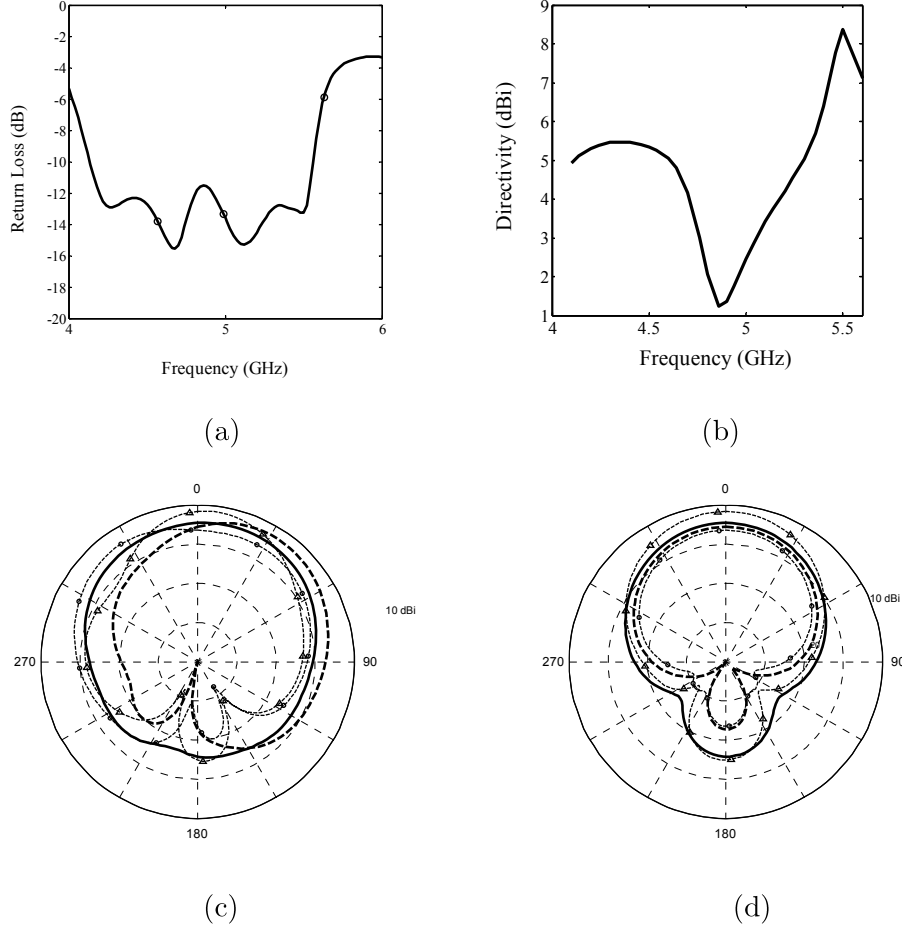 0
-2
-4
-6
-8
-10
-12
-14
-16
-18
-20
Return Loss (dB)
4 5 6
Frequency (GHz)
(a)
9
8
7
6
5
4
3
2
1
Directivity (dBi)
4 4.5 5 5.5
Frequency (GHz)
(b)
0
10 dBi
270 90
180
(c)
0
10 dBi
270 90
180
(d)